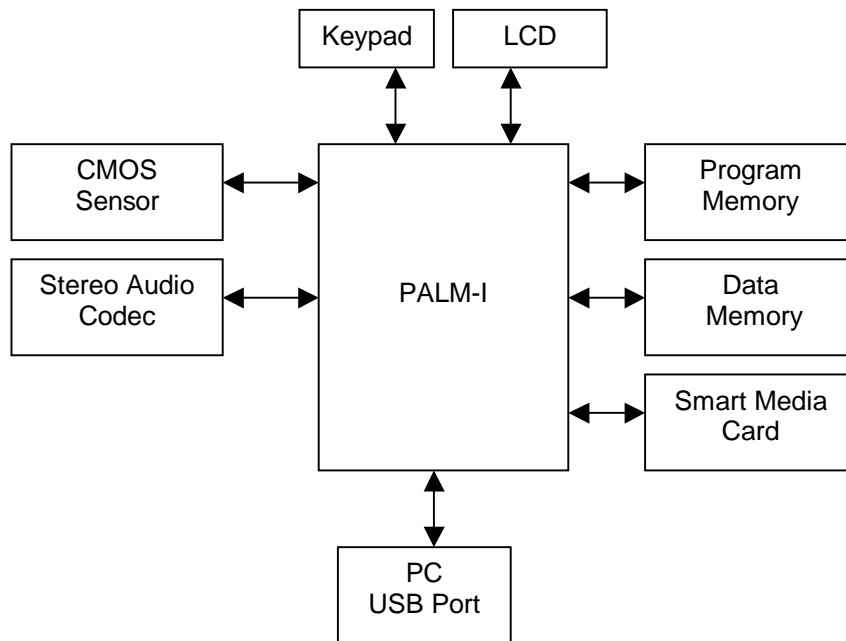 Keypad
LCD
CMOS
Sensor
Program
Memory
Stereo Audio
Codec
PALM-I
Data
Memory
Smart Media
Card
PC
USB Port